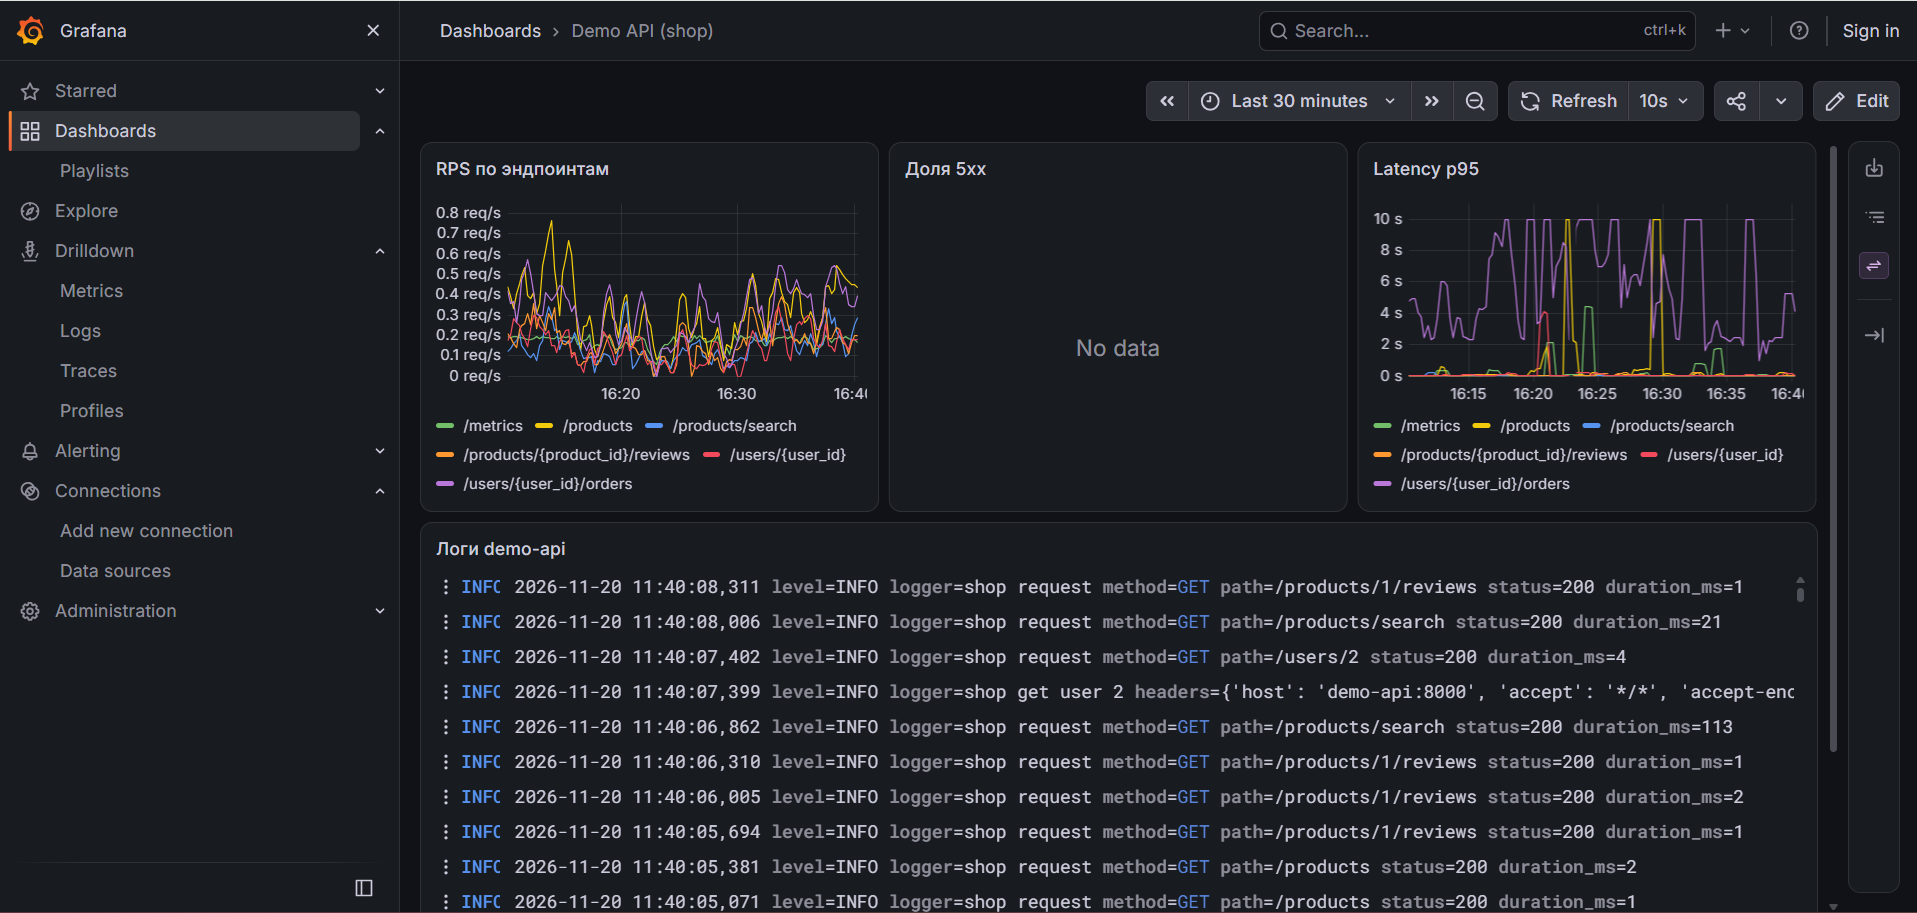 Grafana
Dashboards › Demo API (shop)
Search... ctrl+k
Sign in
Starred
Dashboards
Playlists
Explore
Drilldown
Metrics
Logs
Traces
Profiles
Alerting
Connections
Add new connection
Data sources
Administration
Last 30 minutes
Refresh 10s
Edit
RPS по эндпоинтам
0.8 req/s
0.7 req/s
0.6 req/s
0.5 req/s
0.4 req/s
0.3 req/s
0.2 req/s
0.1 req/s
0 req/s
16:20 16:30 16:40
/metrics /products /products/search
/products/{product_id}/reviews /users/{user_id}
/users/{user_id}/orders
Доля 5xx
No data
Latency p95
10 s
8 s
6 s
4 s
2 s
0 s
16:15 16:20 16:25 16:30 16:35 16:40
/metrics /products /products/search
/products/{product_id}/reviews /users/{user_id}
/users/{user_id}/orders
Логи demo-api
INFO 2026-11-20 11:40:08,311 level=INFO logger=shop request method=GET path=/products/1/reviews status=200 duration_ms=1
INFO 2026-11-20 11:40:08,006 level=INFO logger=shop request method=GET path=/products/search status=200 duration_ms=21
INFO 2026-11-20 11:40:07,402 level=INFO logger=shop request method=GET path=/users/2 status=200 duration_ms=4
INFO 2026-11-20 11:40:07,399 level=INFO logger=shop get user 2 headers={'host': 'demo-api:8000', 'accept': '*/*', 'accept-enc
INFO 2026-11-20 11:40:06,862 level=INFO logger=shop request method=GET path=/products/search status=200 duration_ms=113
INFO 2026-11-20 11:40:06,310 level=INFO logger=shop request method=GET path=/products/1/reviews status=200 duration_ms=1
INFO 2026-11-20 11:40:06,005 level=INFO logger=shop request method=GET path=/products/1/reviews status=200 duration_ms=2
INFO 2026-11-20 11:40:05,694 level=INFO logger=shop request method=GET path=/products/1/reviews status=200 duration_ms=1
INFO 2026-11-20 11:40:05,381 level=INFO logger=shop request method=GET path=/products status=200 duration_ms=2
INFO 2026-11-20 11:40:05,071 level=INFO logger=shop request method=GET path=/products status=200 duration_ms=1